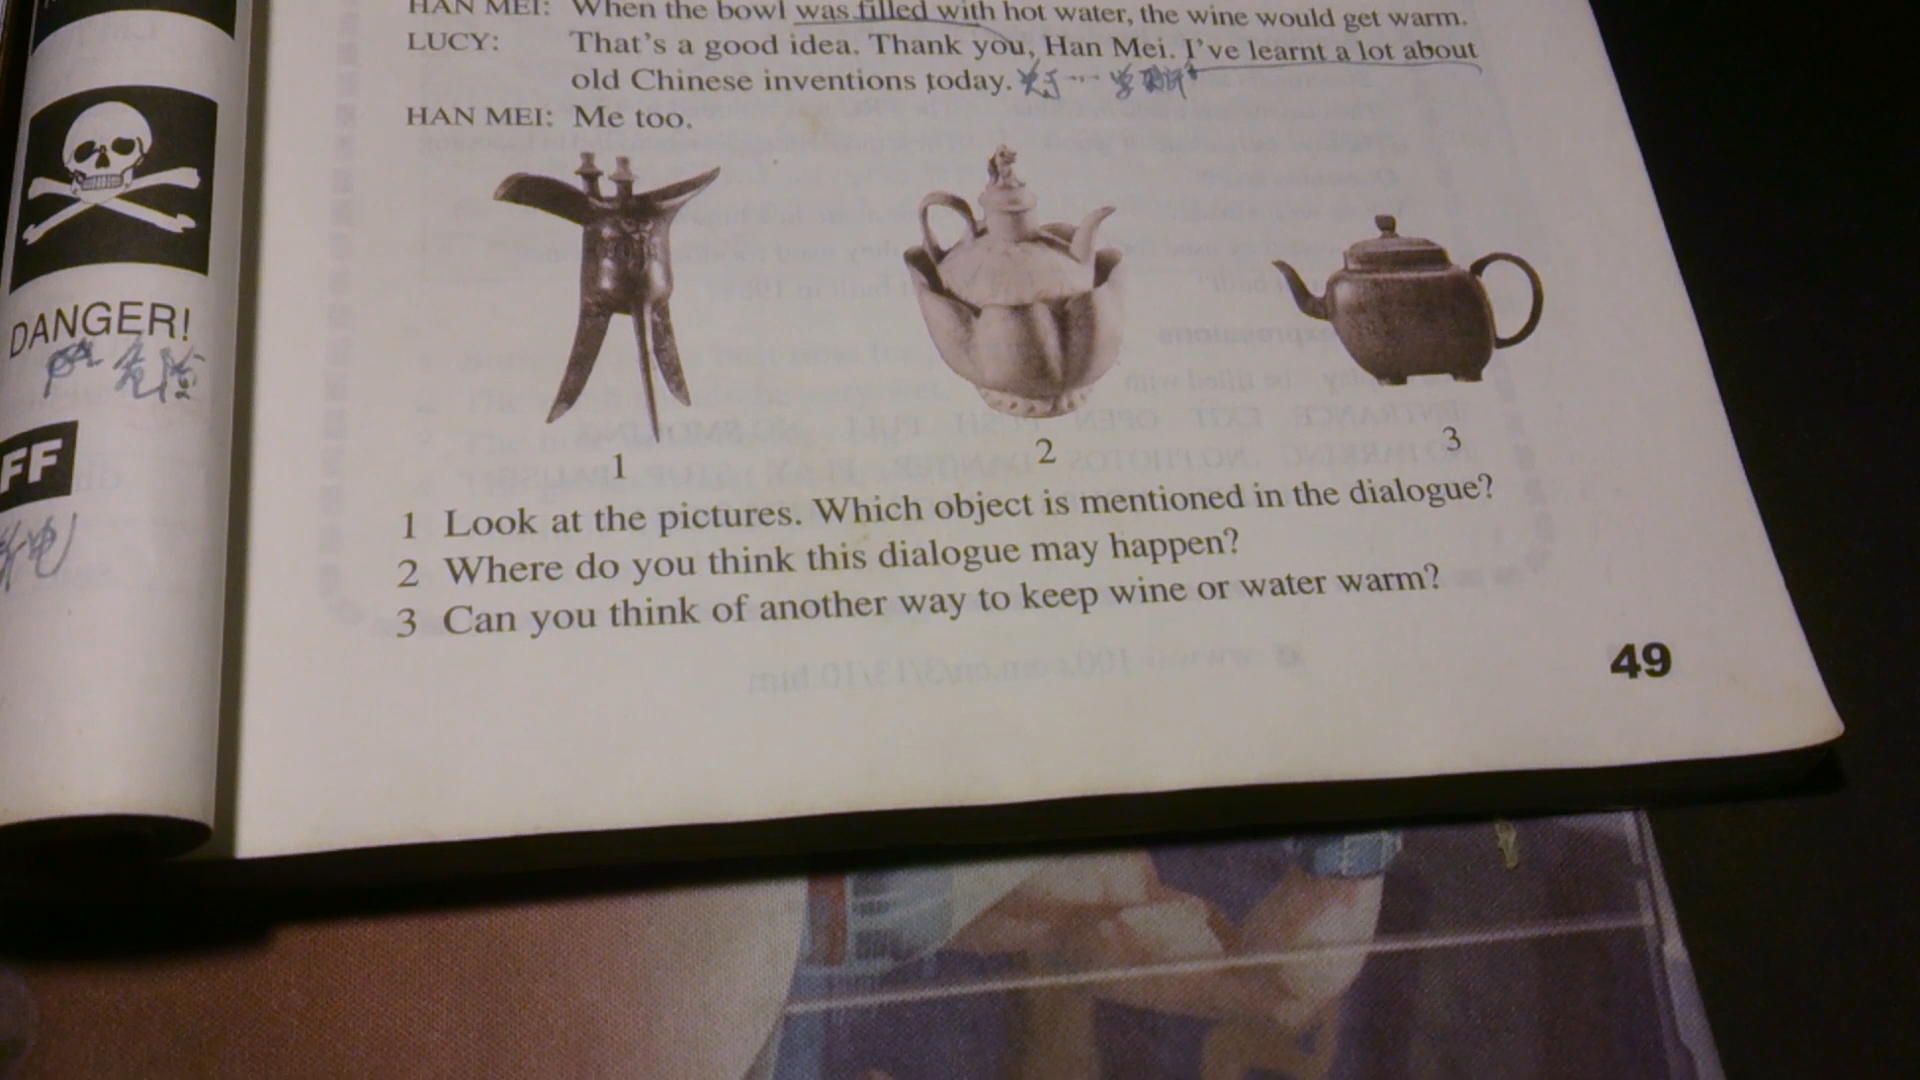 HAN MEI: When the bowl was filled with hot water, the wine would get warm.
LUCY: That's a good idea. Thank you, Han Mei. I've learnt a lot about
old Chinese inventions today. 关于…学到
HAN MEI: Me too.
DANGER!
危险
FF
1
2
3
1 Look at the pictures. Which object is mentioned in the dialogue?
2 Where do you think this dialogue may happen?
3 Can you think of another way to keep wine or water warm?
49